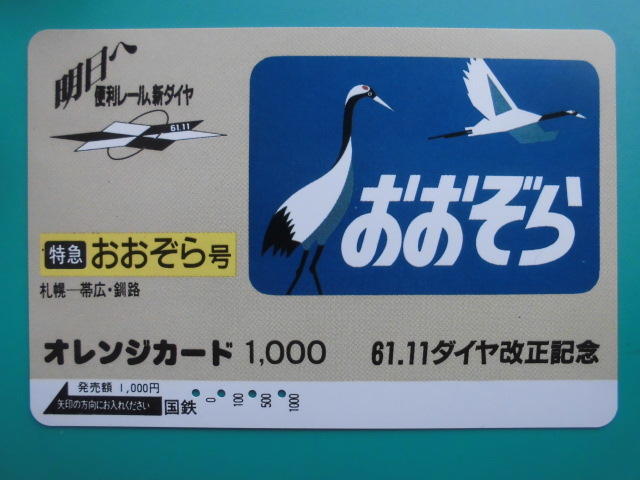 明日へ
便利レール、新ダイヤ
61.11
おおぞら
特急 おおぞら号
札幌―帯広・釧路
オレンジカード 1,000
61.11ダイヤ改正記念
発売額 1,000円
矢印の方向にお入れください
国鉄
0 100 500 1000